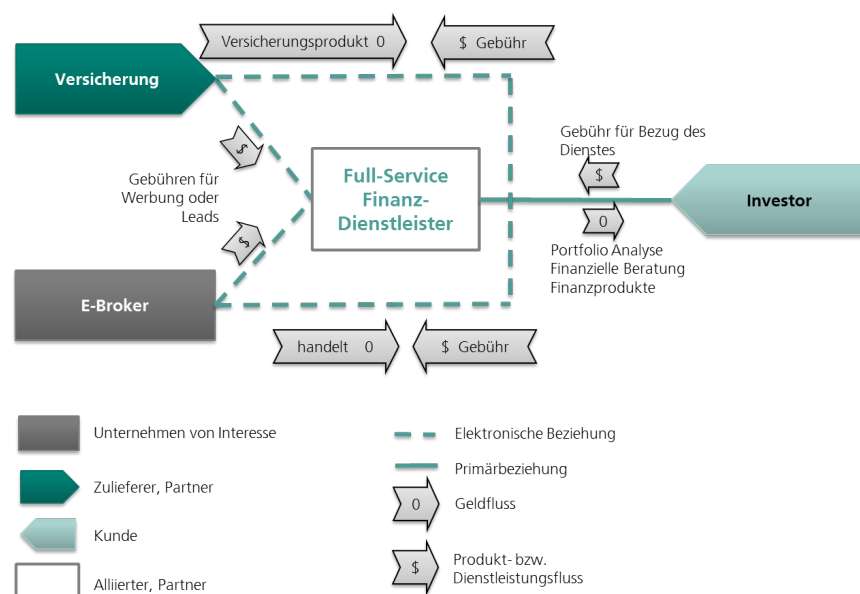 Versicherungsprodukt 0
$ Gebühr
Versicherung
Gebühr für Bezug des
Dienstes
$
$
Gebühren für
Werbung oder
Leads
Full-Service
Finanz-
Dienstleister
Investor
0
$
Portfolio Analyse
Finanzielle Beratung
Finanzprodukte
E-Broker
handelt 0
$ Gebühr
Unternehmen von Interesse
Zulieferer, Partner
Kunde
Alliierter, Partner
Elektronische Beziehung
Primärbeziehung
0
Geldfluss
$
Produkt- bzw.
Dienstleistungsfluss